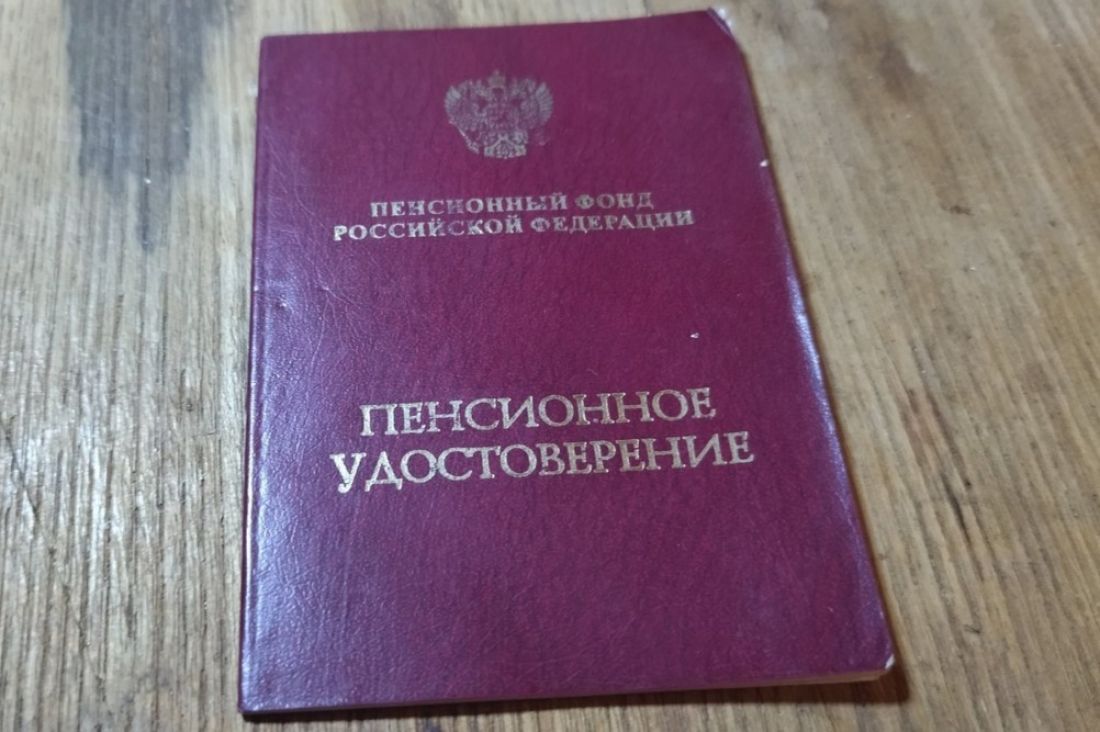 ПЕНСИОННЫЙ ФОНД
РОССИЙСКОЙ ФЕДЕРАЦИИ
ПЕНСИОННОЕ
УДОСТОВЕРЕНИЕ